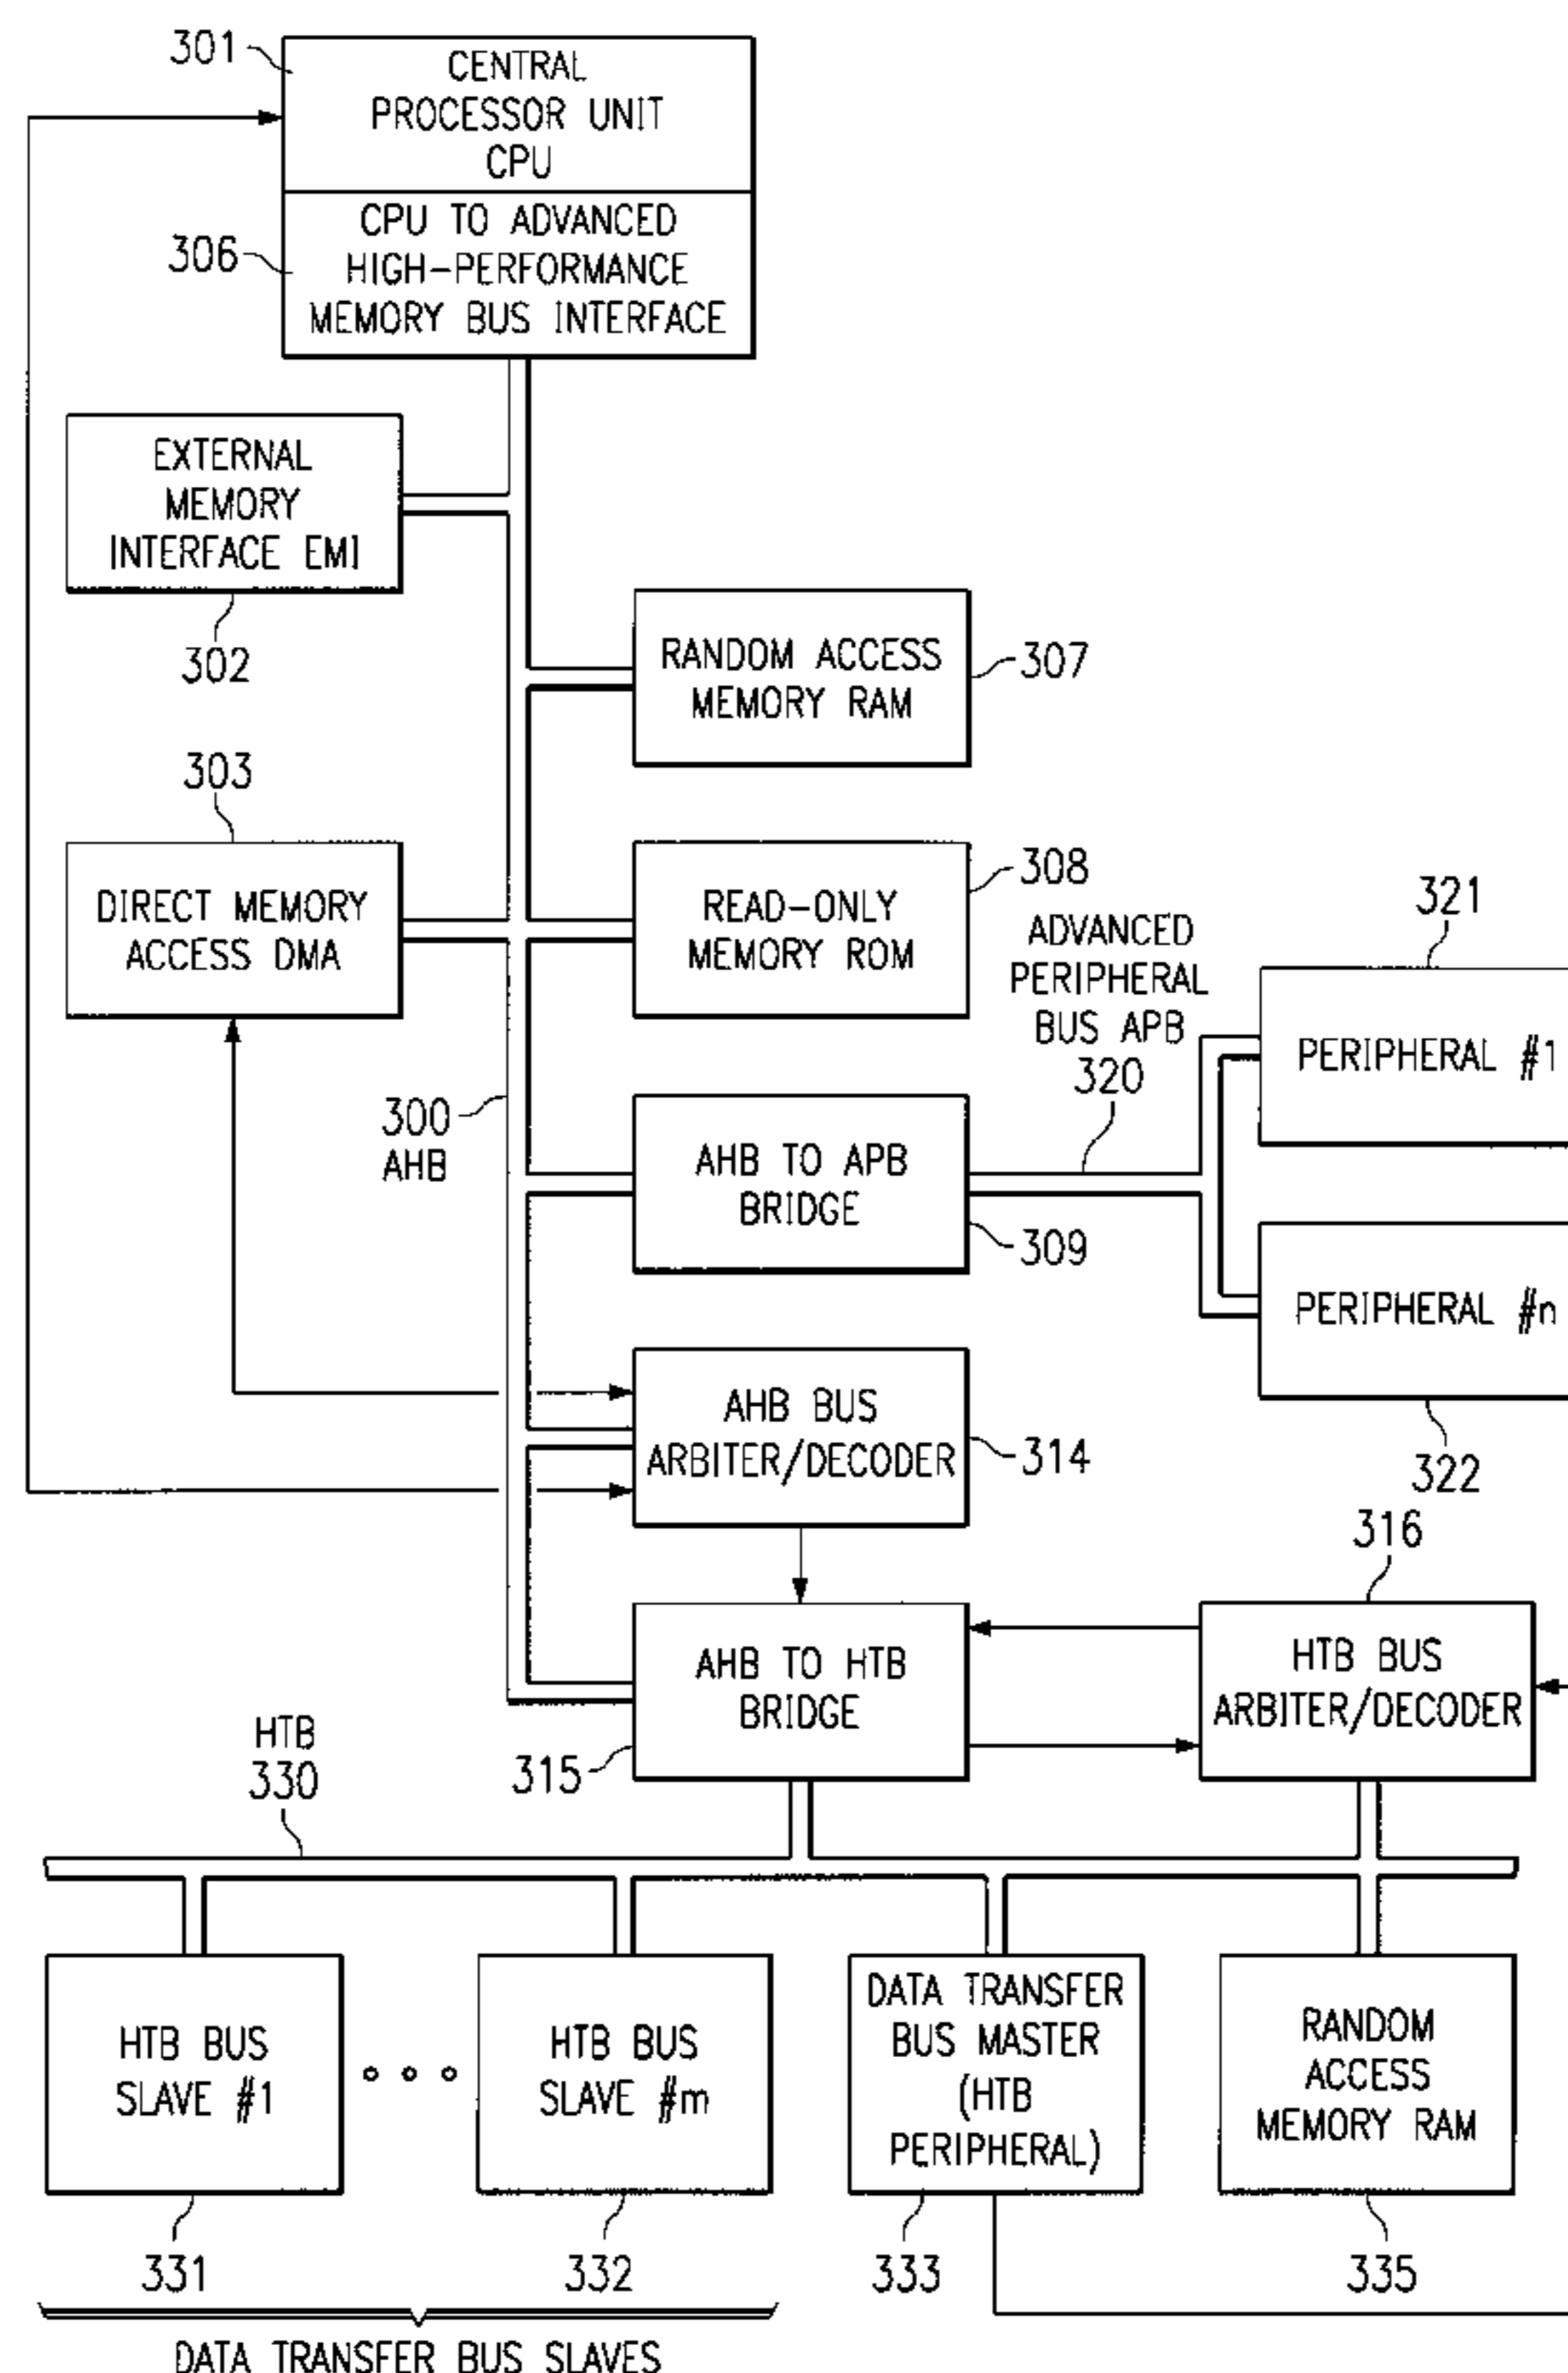 301
CENTRAL
PROCESSOR UNIT
CPU
306
CPU TO ADVANCED
HIGH-PERFORMANCE
MEMORY BUS INTERFACE
EXTERNAL
MEMORY
INTERFACE EMI
302
RANDOM ACCESS
MEMORY RAM
307
303
DIRECT MEMORY
ACCESS DMA
READ-ONLY
MEMORY ROM
308
ADVANCED
PERIPHERAL
BUS APB
320
321
PERIPHERAL #1
300
AHB
AHB TO APB
BRIDGE
309
PERIPHERAL #n
322
AHB BUS
ARBITER/DECODER
314
316
AHB TO HTB
BRIDGE
315
HTB BUS
ARBITER/DECODER
HTB
330
HTB BUS
SLAVE #1
331
HTB BUS
SLAVE #m
332
DATA TRANSFER
BUS MASTER
(HTB
PERIPHERAL)
333
RANDOM
ACCESS
MEMORY RAM
335
DATA TRANSFER BUS SLAVES